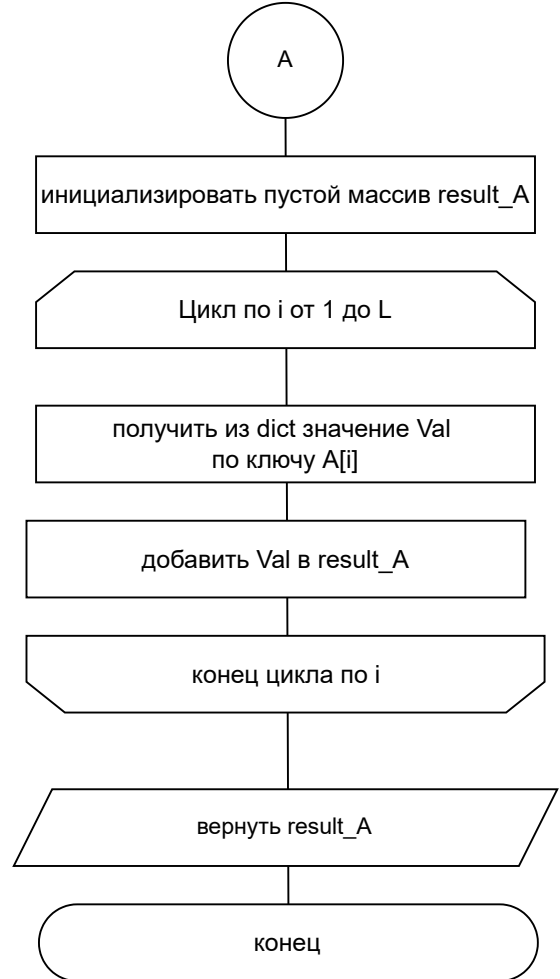 A
инициализировать пустой массив result_A
Цикл по i от 1 до L
получить из dict значение Val
по ключу A[i]
добавить Val в result_A
конец цикла по i
вернуть result_A
конец